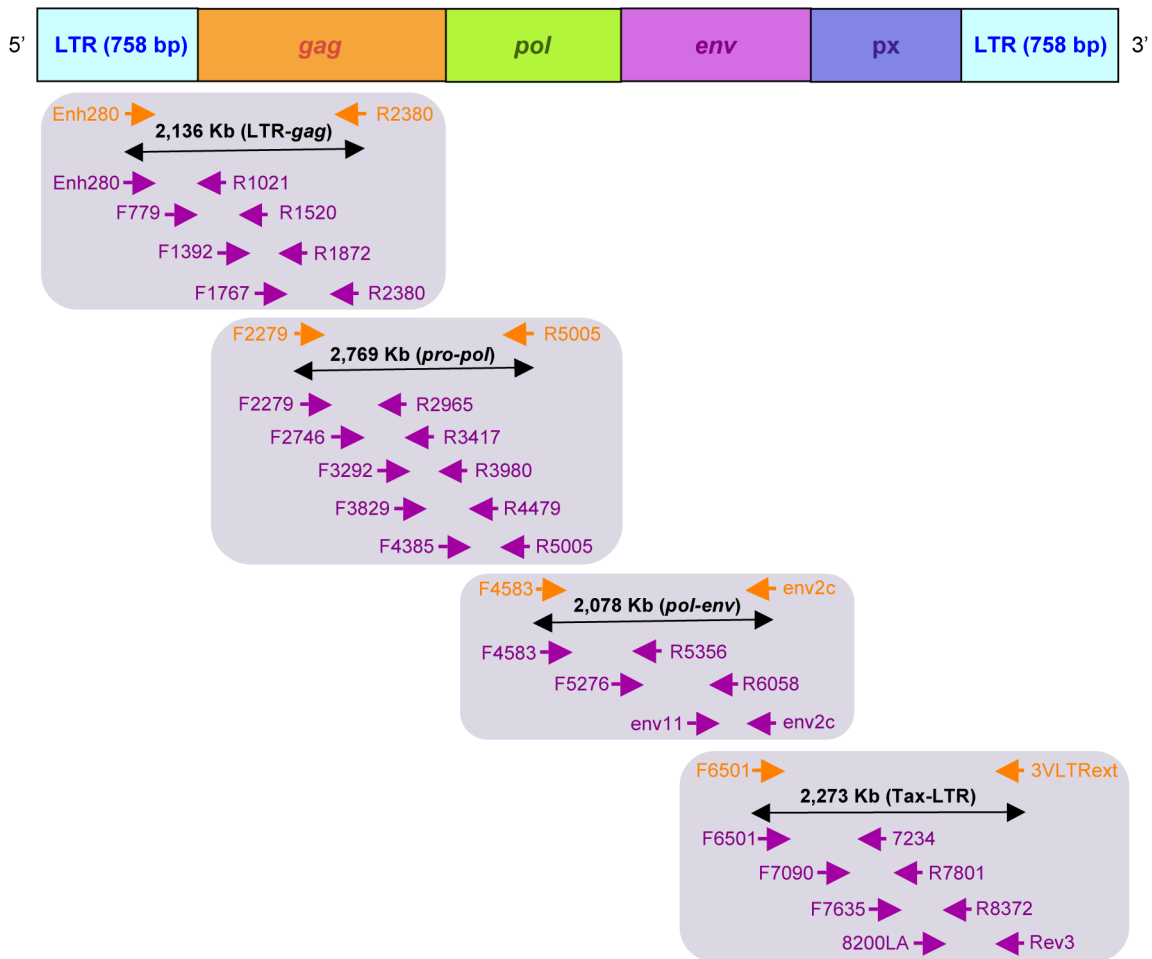 5’ LTR (758 bp) gag pol env px LTR (758 bp) 3’
Enh280 R2380
2,136 Kb (LTR-gag)
Enh280 R1021
F779 R1520
F1392 R1872
F1767 R2380
F2279 R5005
2,769 Kb (pro-pol)
F2279 R2965
F2746 R3417
F3292 R3980
F3829 R4479
F4385 R5005
F4583 env2c
2,078 Kb (pol-env)
F4583 R5356
F5276 R6058
env11 env2c
F6501 3VLTRext
2,273 Kb (Tax-LTR)
F6501 7234
F7090 R7801
F7635 R8372
8200LA Rev3